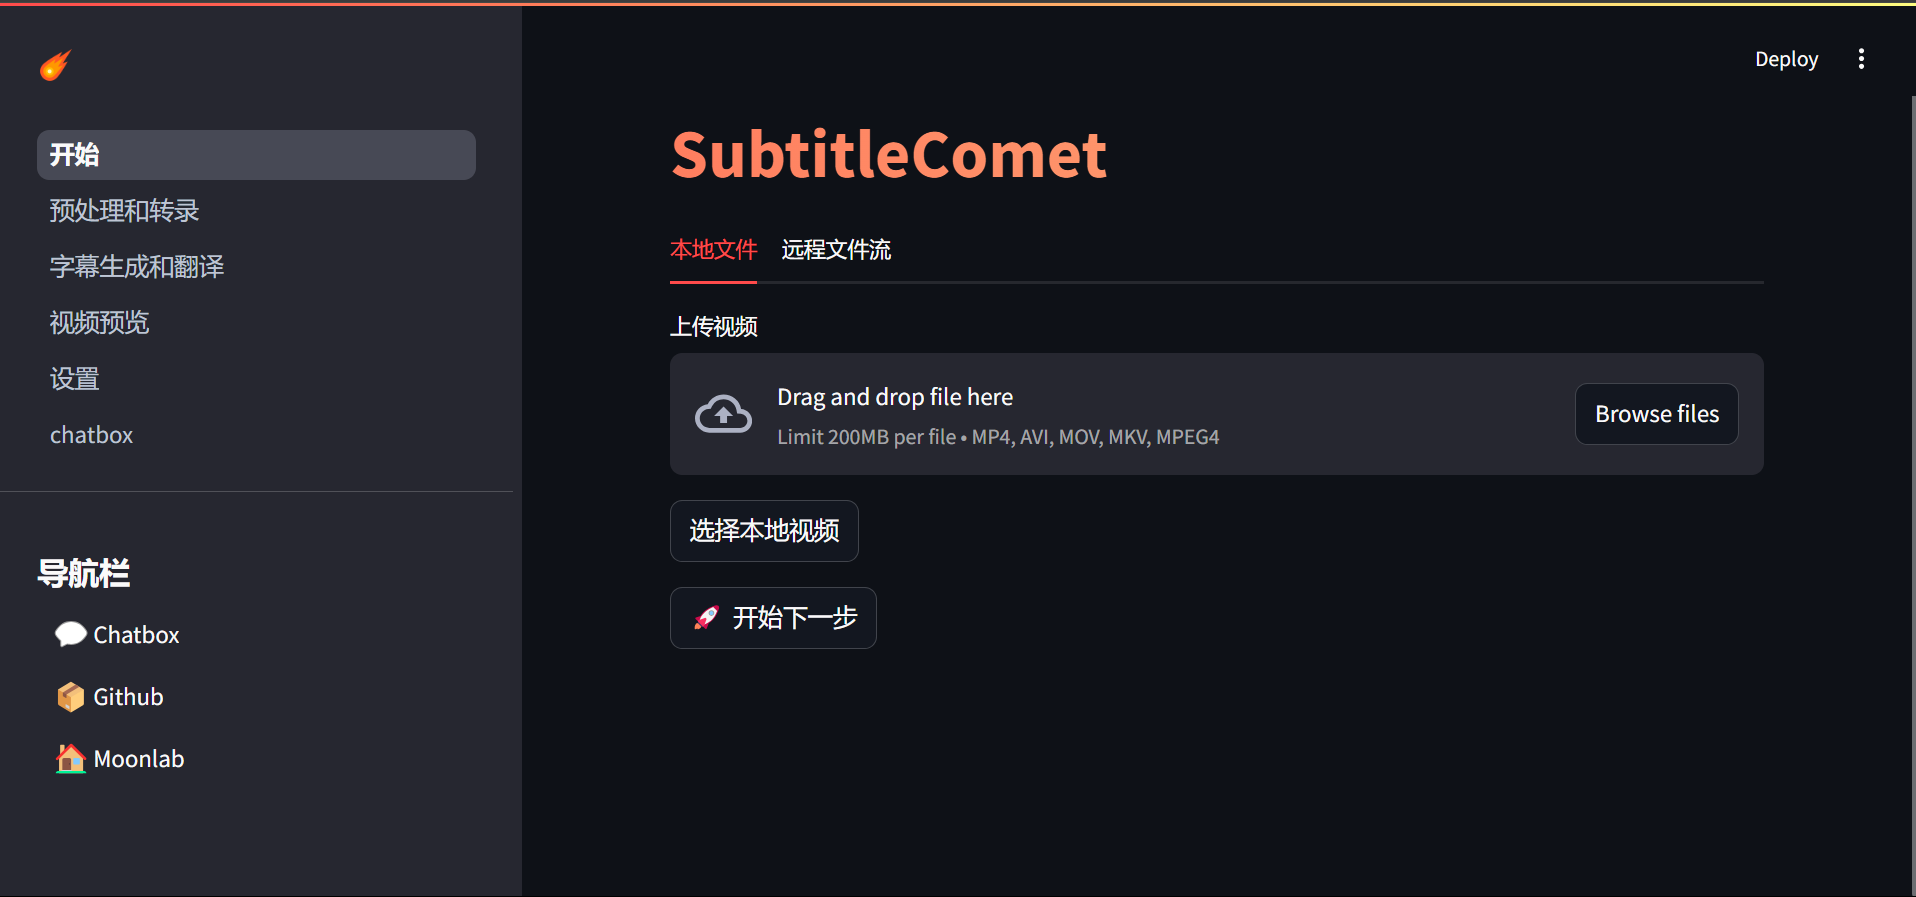 开始
预处理和转录
字幕生成和翻译
视频预览
设置
chatbox
导航栏
Chatbox
Github
Moonlab
Deploy
SubtitleComet
本地文件 远程文件流
上传视频
Drag and drop file here
Limit 200MB per file • MP4, AVI, MOV, MKV, MPEG4
Browse files
选择本地视频
开始下一步